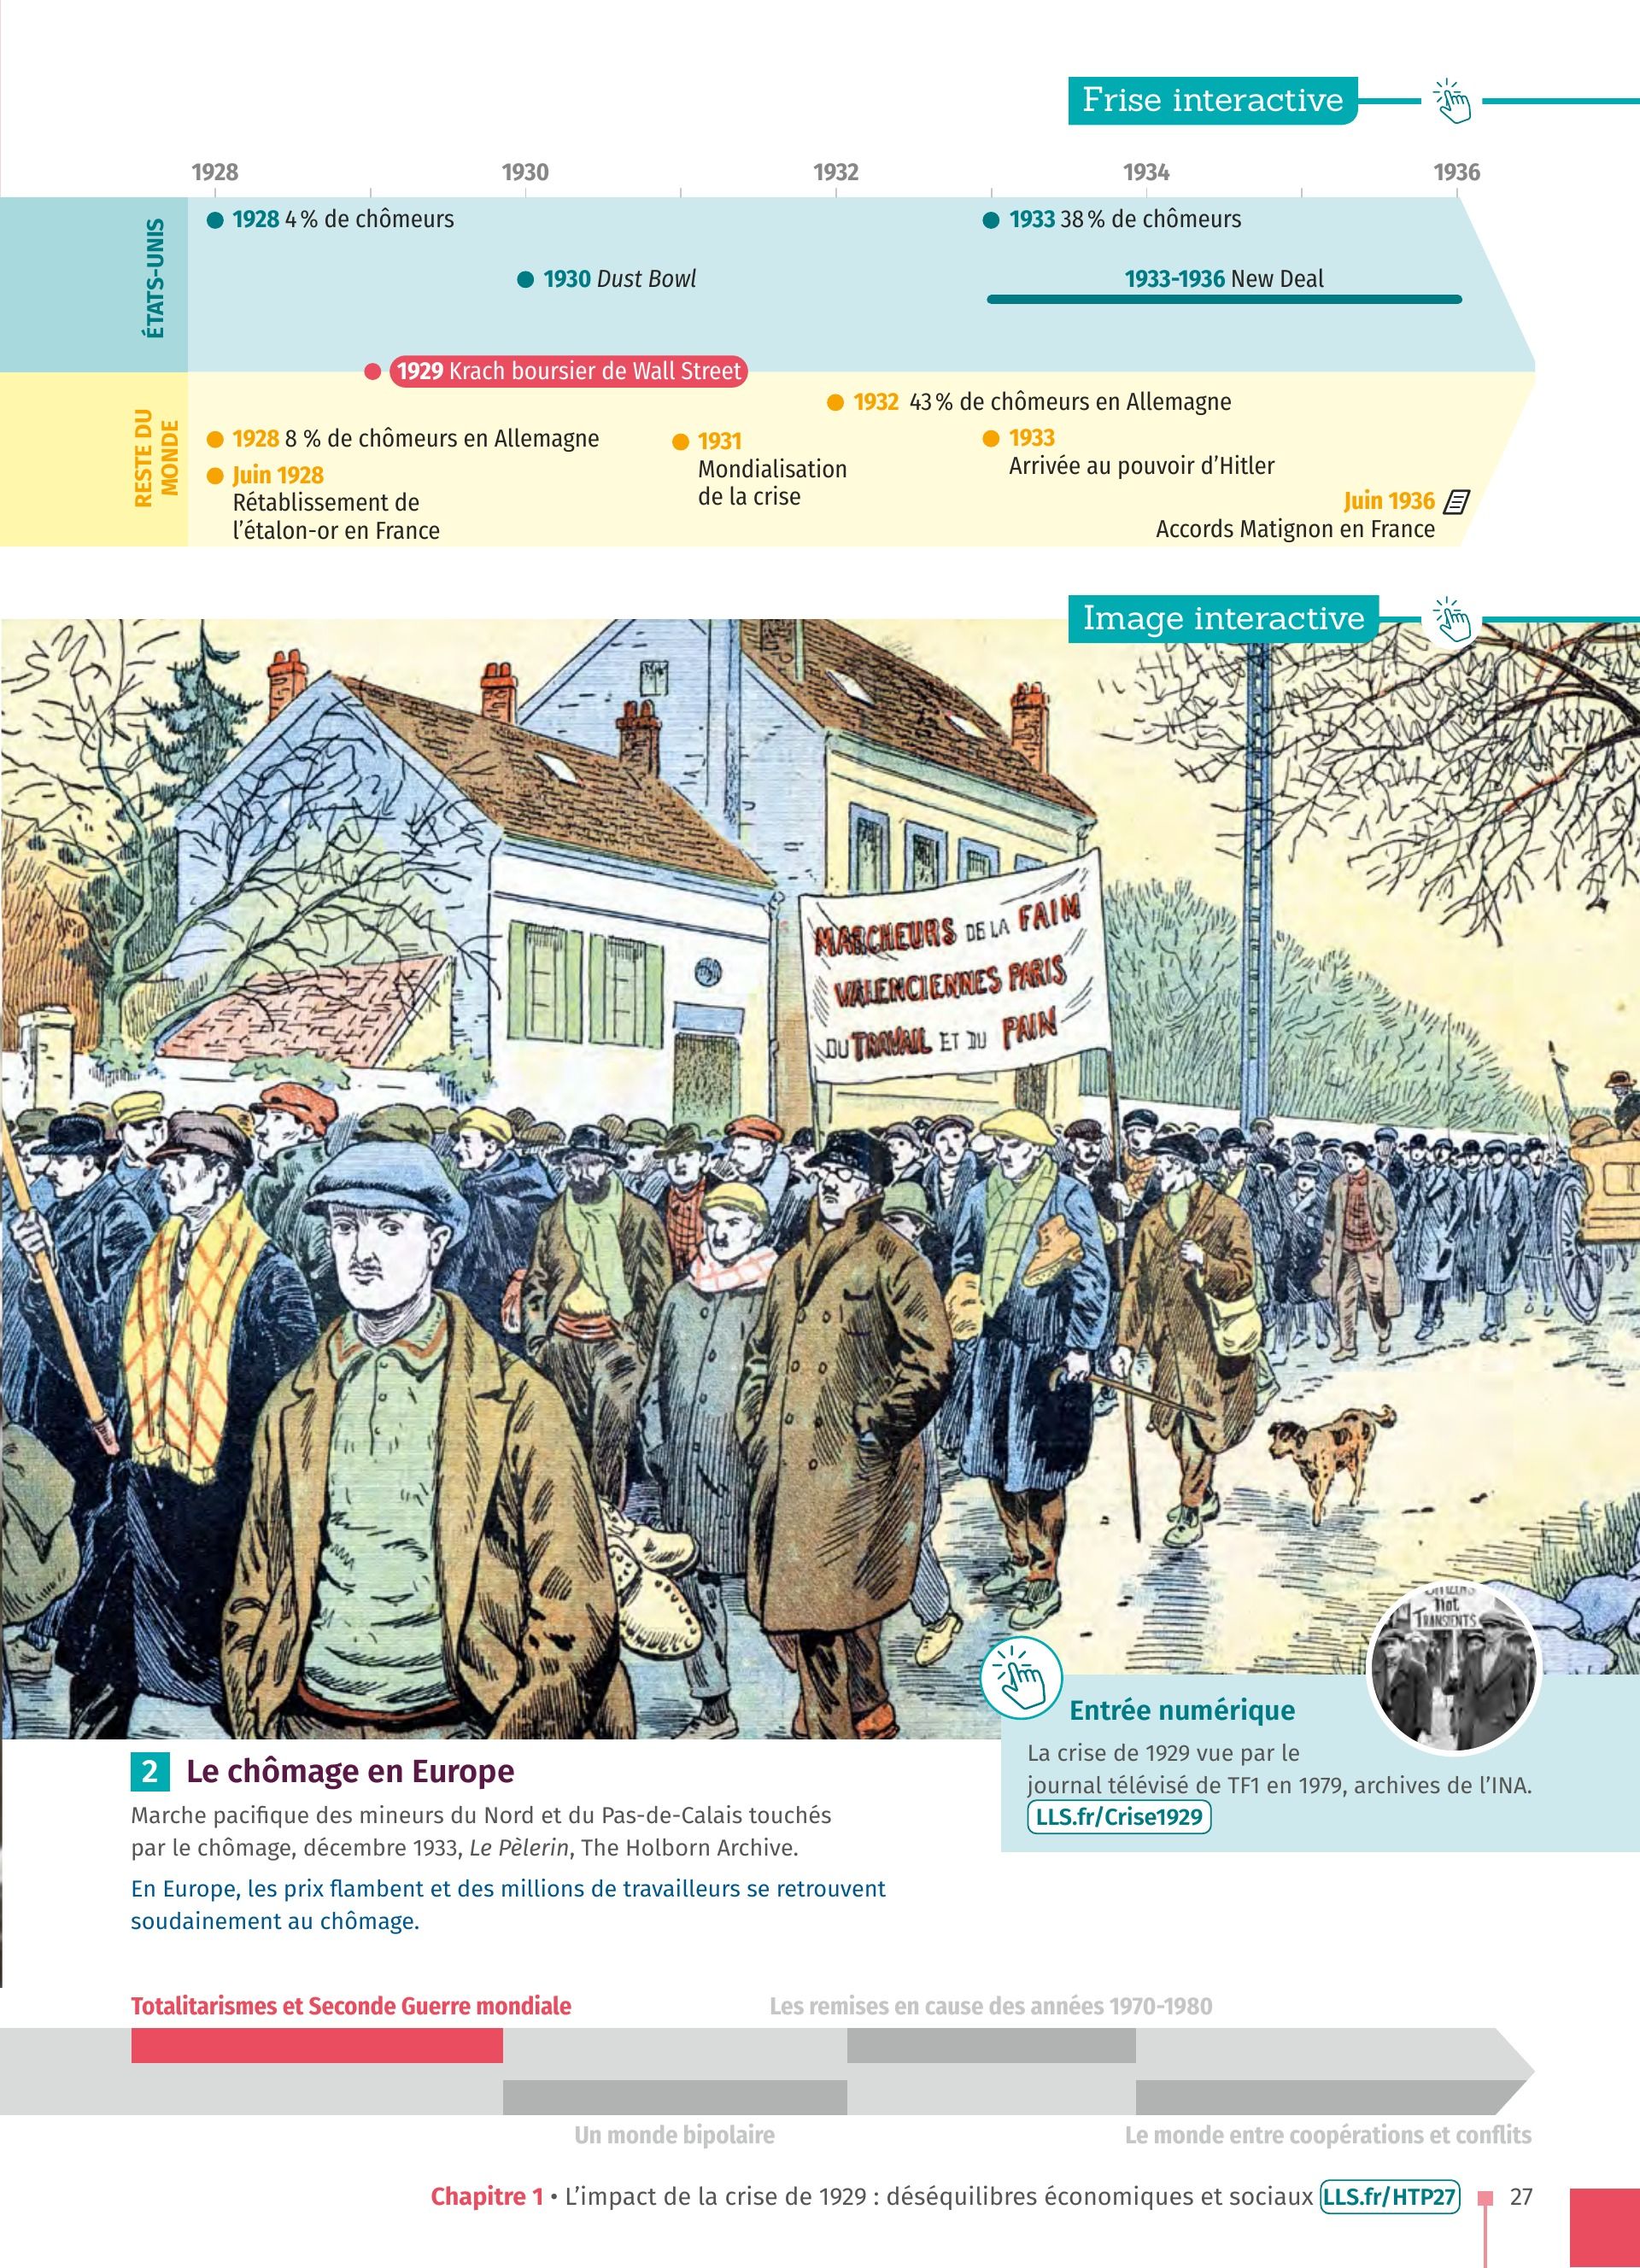 Frise interactive
1928 1930 1932 1934 1936
ÉTATS-UNIS
1928 4 % de chômeurs
1933 38 % de chômeurs
1930 Dust Bowl
1933-1936 New Deal
1929 Krach boursier de Wall Street
RESTE DU
MONDE
1932 43 % de chômeurs en Allemagne
1928 8 % de chômeurs en Allemagne
Juin 1928
Rétablissement de
l'étalon-or en France
1931
Mondialisation
de la crise
1933
Arrivée au pouvoir d'Hitler
Juin 1936
Accords Matignon en France
Image interactive
MARCHEURS DE LA FAIM
VALENCIENNES PARIS
DU TRAVAIL ET DU PAIN
CITIZENS
Not
TRANSIENTS
Entrée numérique
La crise de 1929 vue par le
journal télévisé de TF1 en 1979, archives de l'INA.
LLS.fr/Crise1929
2 Le chômage en Europe
Marche pacifique des mineurs du Nord et du Pas-de-Calais touchés
par le chômage, décembre 1933, Le Pèlerin, The Holborn Archive.
En Europe, les prix flambent et des millions de travailleurs se retrouvent
soudainement au chômage.
Totalitarismes et Seconde Guerre mondiale
Les remises en cause des années 1970-1980
Un monde bipolaire
Le monde entre coopérations et conflits
Chapitre 1 • L'impact de la crise de 1929 : déséquilibres économiques et sociaux LLS.fr/HTP27 27